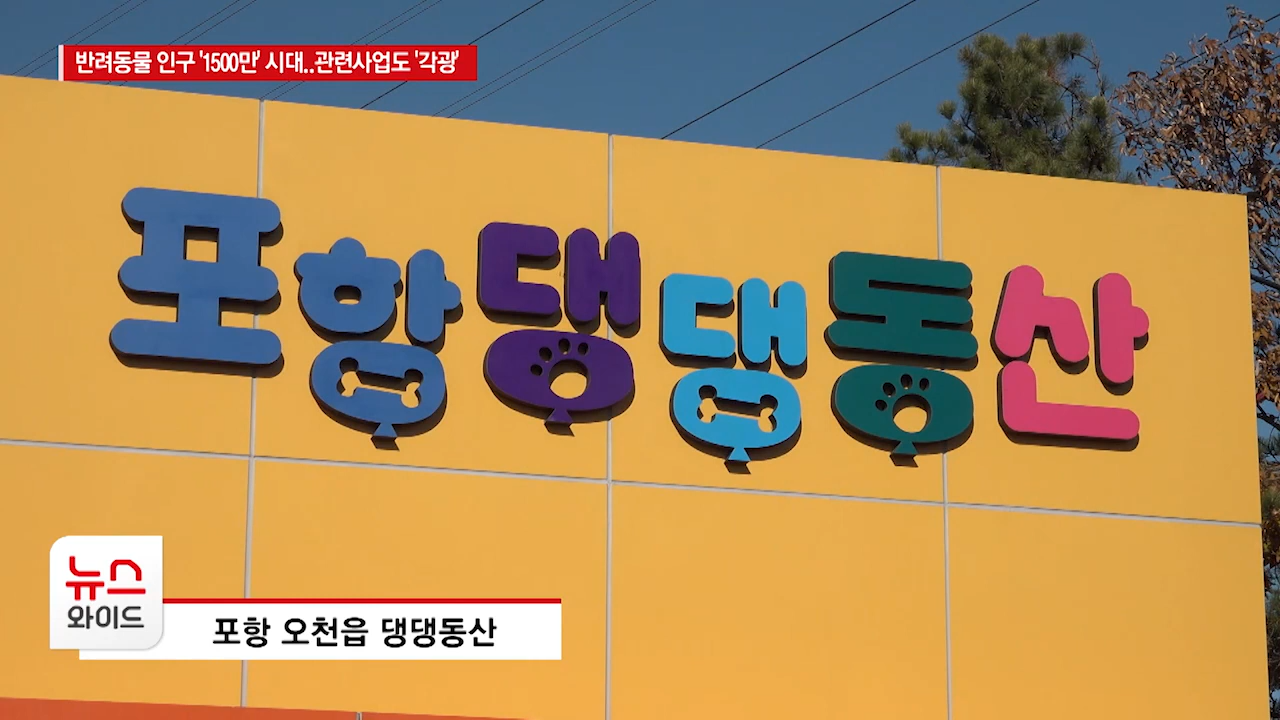 반려동물 인구 '1500만' 시대..관련사업도 '각광'
포항댕댕동산
뉴스
와이드
포항 오천읍 댕댕동산